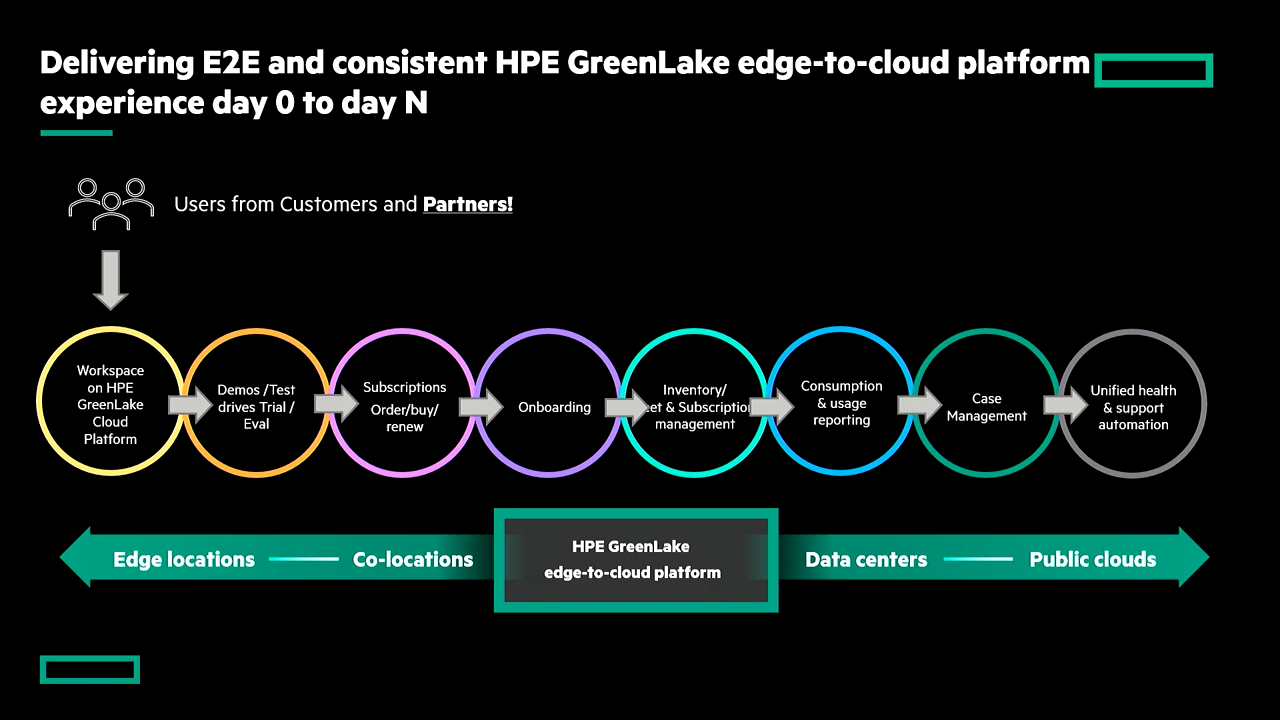 Delivering E2E and consistent HPE GreenLake edge-to-cloud platform
experience day 0 to day N
Users from Customers and Partners!
Workspace
on HPE
GreenLake
Cloud
Platform
Demos /Test
drives Trial /
Eval
Subscriptions
Order/buy/
renew
Onboarding
Inventory/
& Subscription
management
Consumption
& usage
reporting
Case
Management
Unified health
& support
automation
Edge locations
Co-locations
HPE GreenLake
edge-to-cloud platform
Data centers
Public clouds